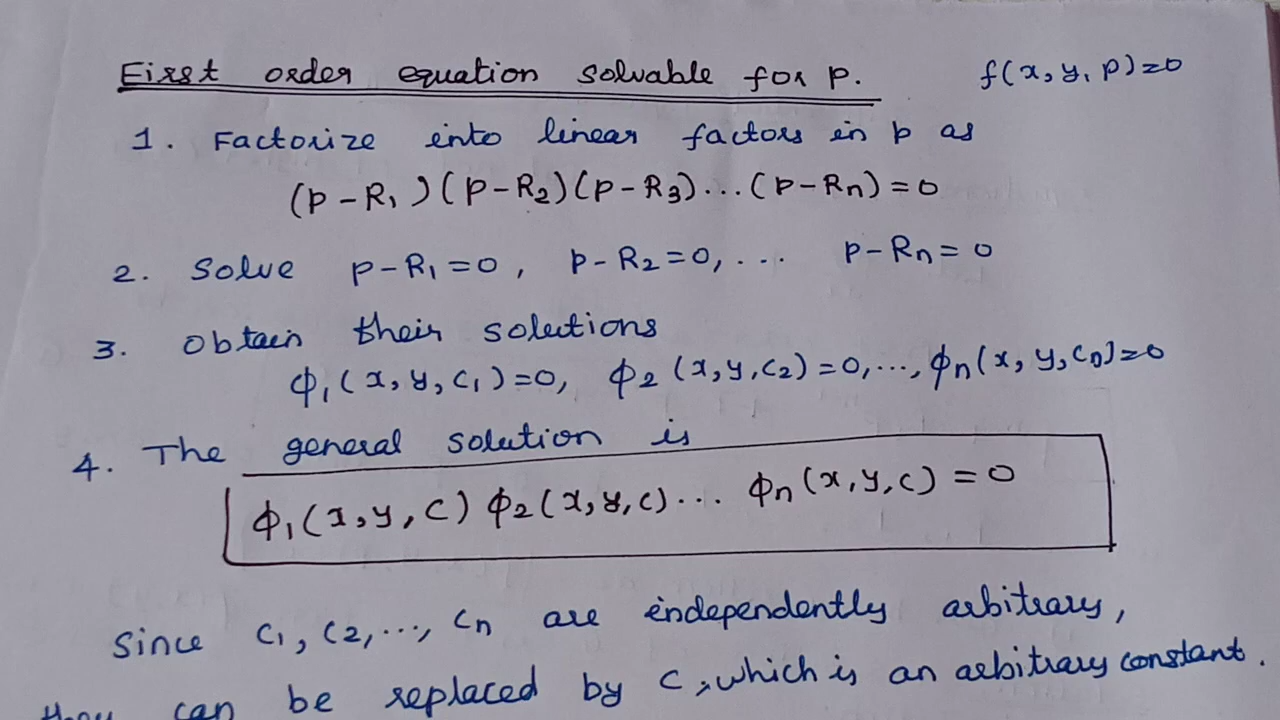 First order equation solvable for p. f(x, y, p)=0
1. Factorize into linear factors in p as
(p-R₁)(p-R₂)(p-R₃)...(p-Rn)=0
2. Solve p-R₁=0, p-R₂=0,... p-Rn=0
3. Obtain their solutions
ϕ₁(x,y,c₁)=0, ϕ₂(x,y,c₂)=0,...,ϕn(x,y,cn)=0
4. The general solution is
ϕ₁(x,y,c) ϕ₂(x,y,c)... ϕn(x,y,c)=0
Since c₁, c₂,..., cn are independently arbitrary,
they can be replaced by c, which is an arbitrary constant.